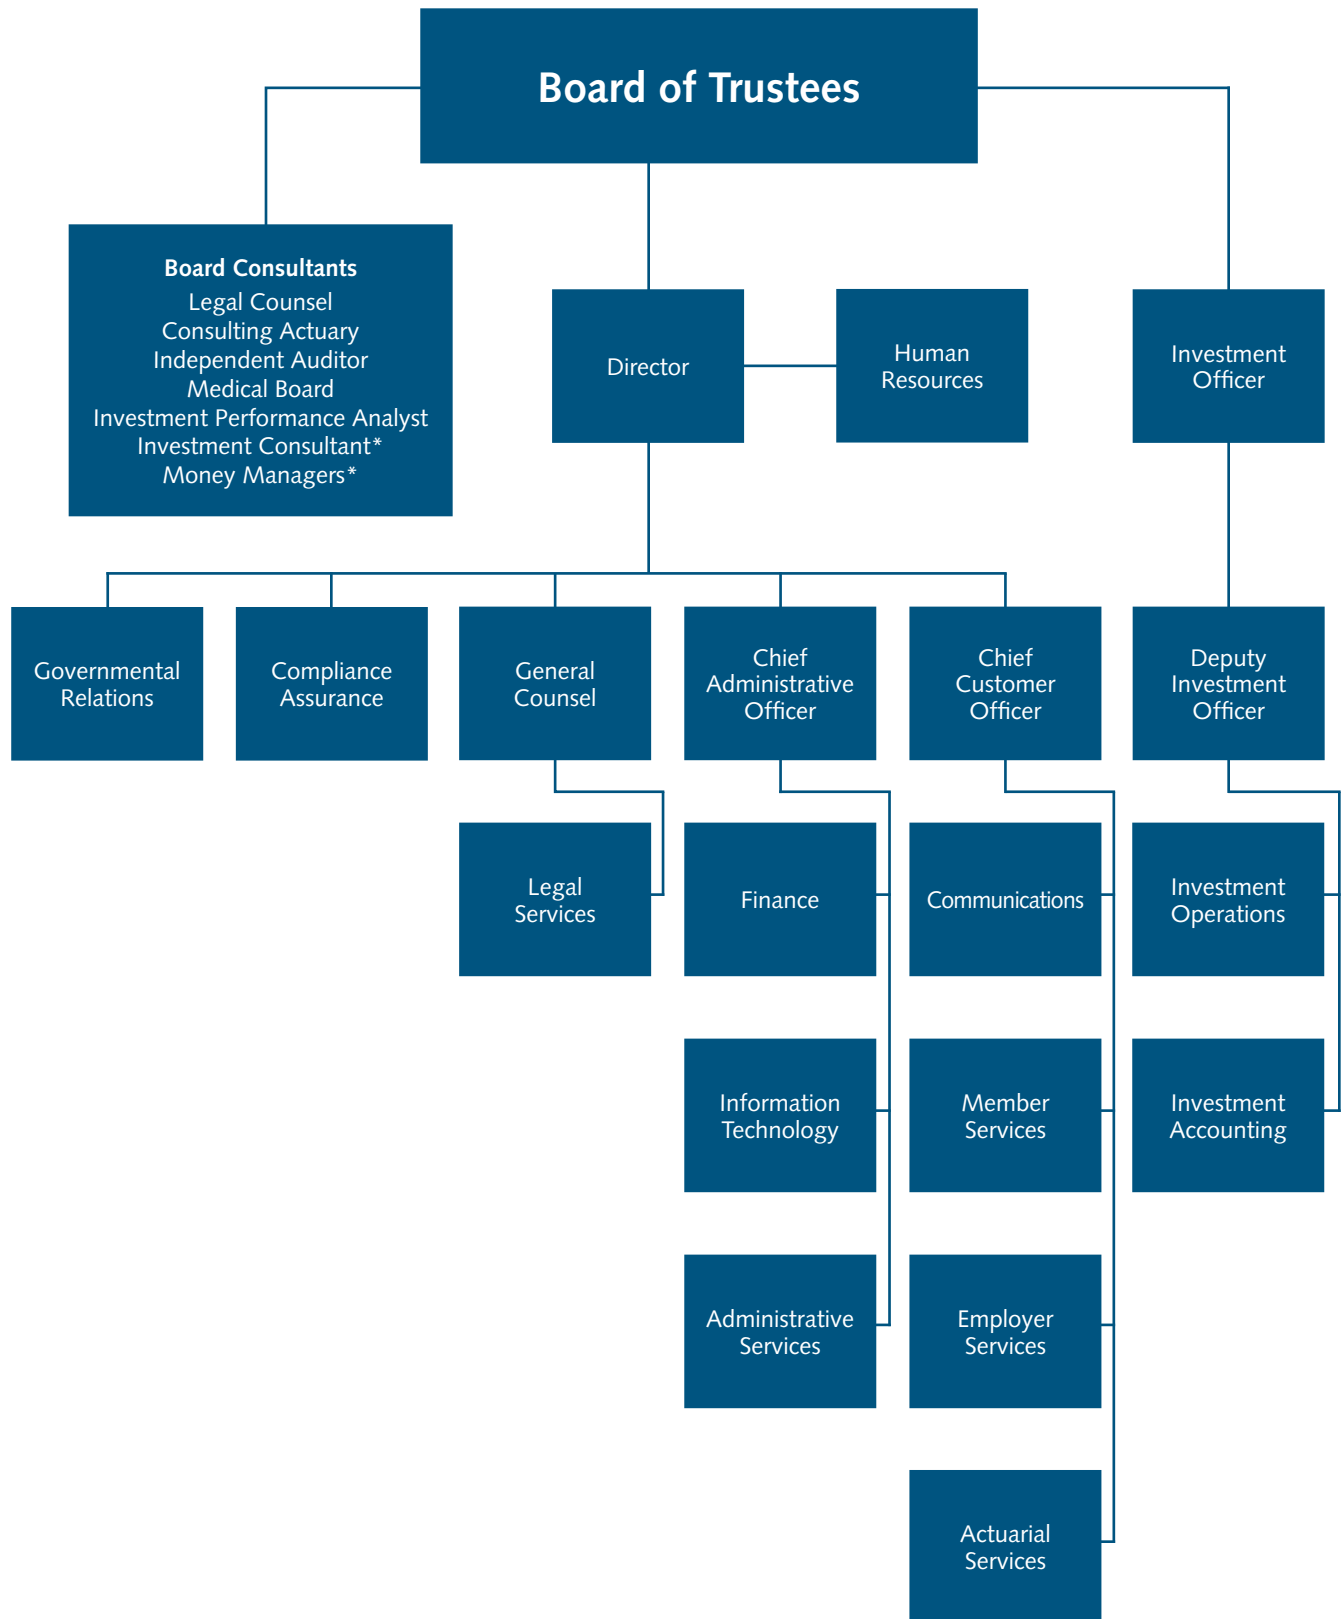 Board of Trustees
Board Consultants
Legal Counsel
Consulting Actuary
Independent Auditor
Medical Board
Investment Performance Analyst
Investment Consultant*
Money Managers*
Director
Human
Resources
Investment
Officer
Governmental
Relations
Compliance
Assurance
General
Counsel
Chief
Administrative
Officer
Chief
Customer
Officer
Deputy
Investment
Officer
Legal
Services
Finance
Communications
Investment
Operations
Information
Technology
Member
Services
Investment
Accounting
Administrative
Services
Employer
Services
Actuarial
Services